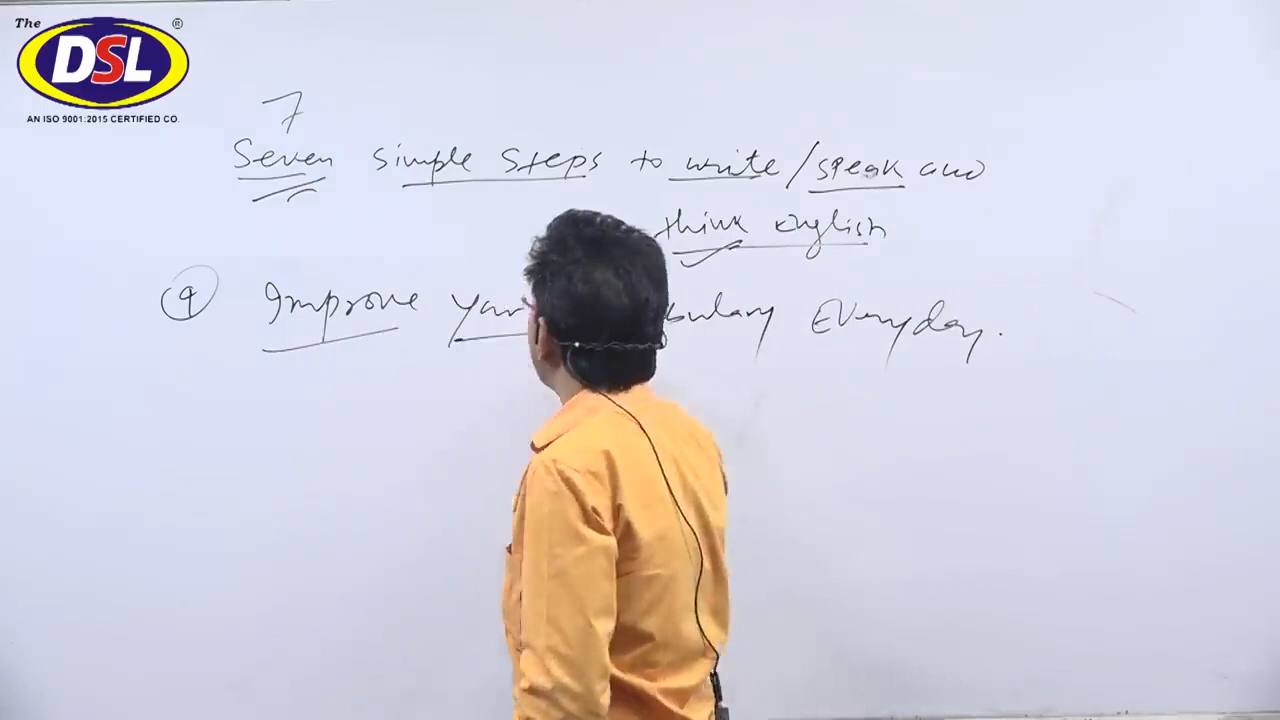 The
DSL
®
AN ISO 9001:2015 CERTIFIED CO.
7
Seven simple steps to write / speak and
think English
Improve your bulary Everyday.